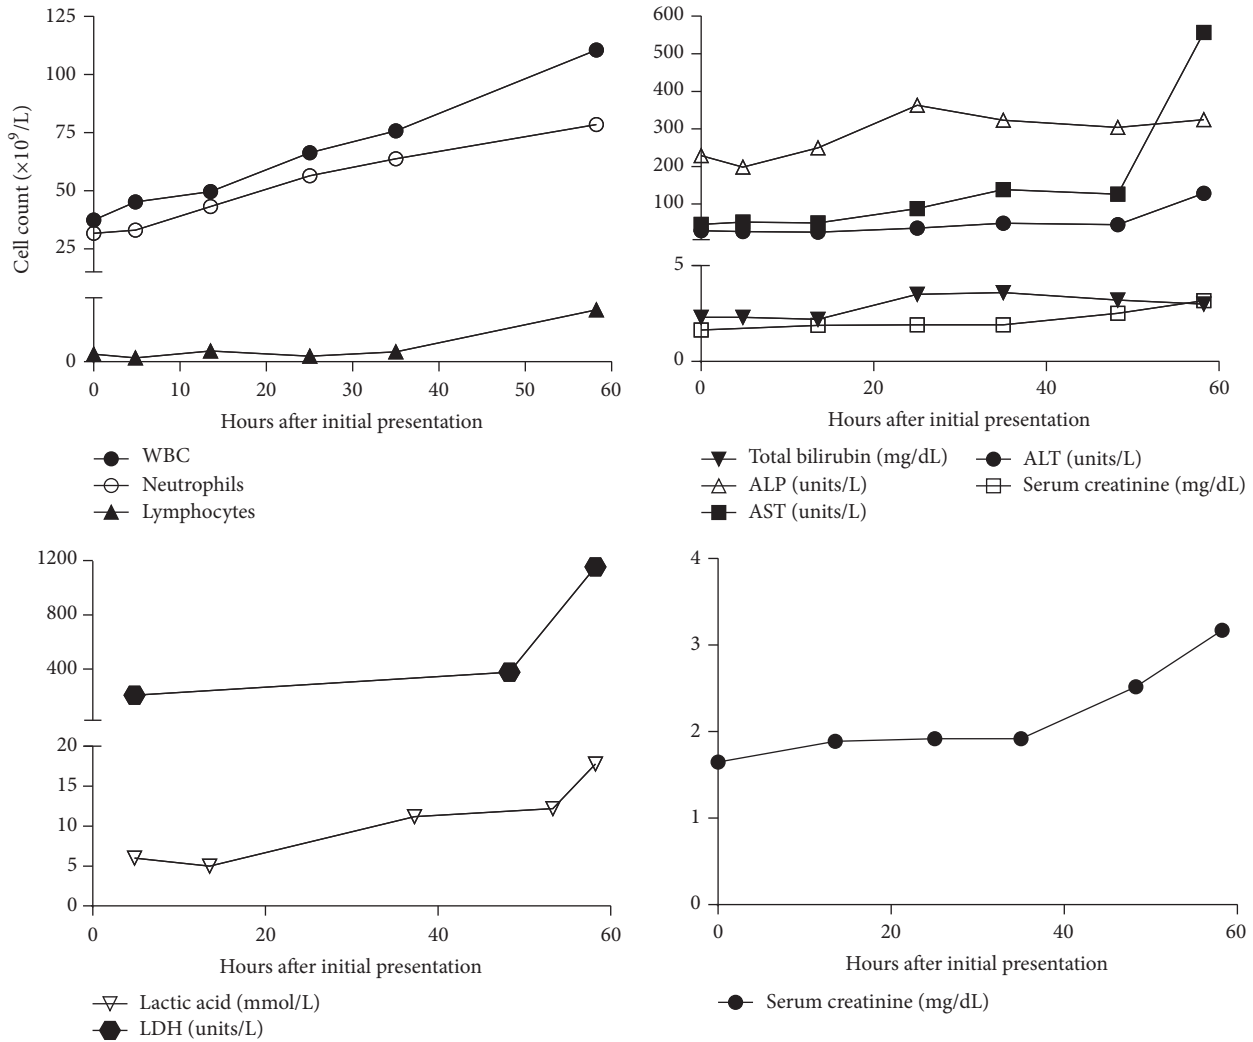 125
100
75
50
25
0
Cell count (×10⁹/L)
0 10 20 30 40 50 60
Hours after initial presentation
WBC
Neutrophils
Lymphocytes
600
500
400
300
200
100
5
0
0 20 40 60
Hours after initial presentation
Total bilirubin (mg/dL)
ALP (units/L)
AST (units/L)
ALT (units/L)
Serum creatinine (mg/dL)
1200
800
400
20
15
10
5
0
0 20 40 60
Hours after initial presentation
Lactic acid (mmol/L)
LDH (units/L)
4
3
2
1
0
0 20 40 60
Hours after initial presentation
Serum creatinine (mg/dL)